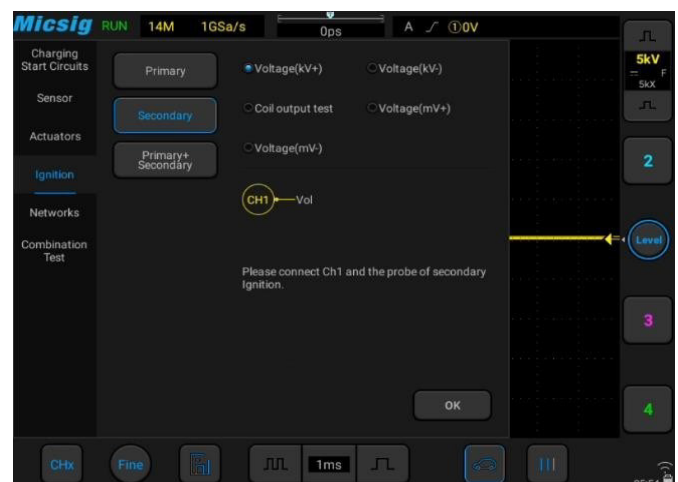 Micsig RUN 14M 1GSa/s 0ps A ①0V
Charging
Start Circuits
Sensor
Actuators
Ignition
Networks
Combination
Test
Primary
Secondary
Primary+
Secondary
Voltage(kV+) Voltage(kV-)
Coil output test Voltage(mV+)
Voltage(mV-)
CH1 Vol
Please connect Ch1 and the probe of secondary
Ignition.
OK
5kV
F
5kX
2
Level
3
4
CHx Fine 1ms